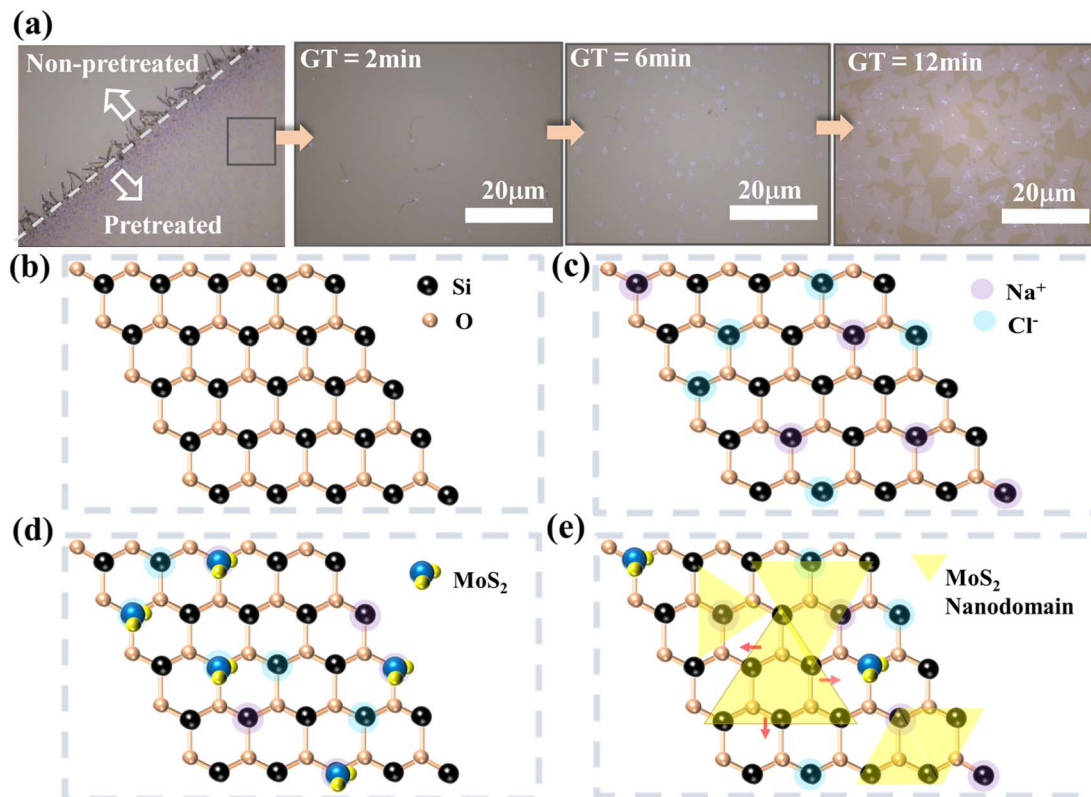 (a)
Non-pretreated
Pretreated
GT = 2min
20μm
GT = 6min
20μm
GT = 12min
20μm
(b)
Si
O
(c)
Na⁺
Cl⁻
(d)
MoS₂
(e)
MoS₂
Nanodomain